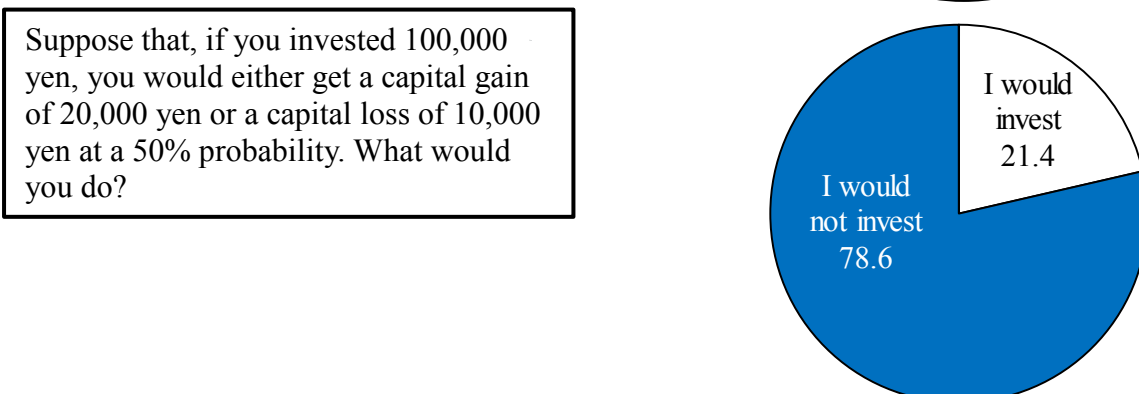 Suppose that, if you invested 100,000
yen, you would either get a capital gain
of 20,000 yen or a capital loss of 10,000
yen at a 50% probability. What would
you do?
I would
invest
21.4
I would
not invest
78.6